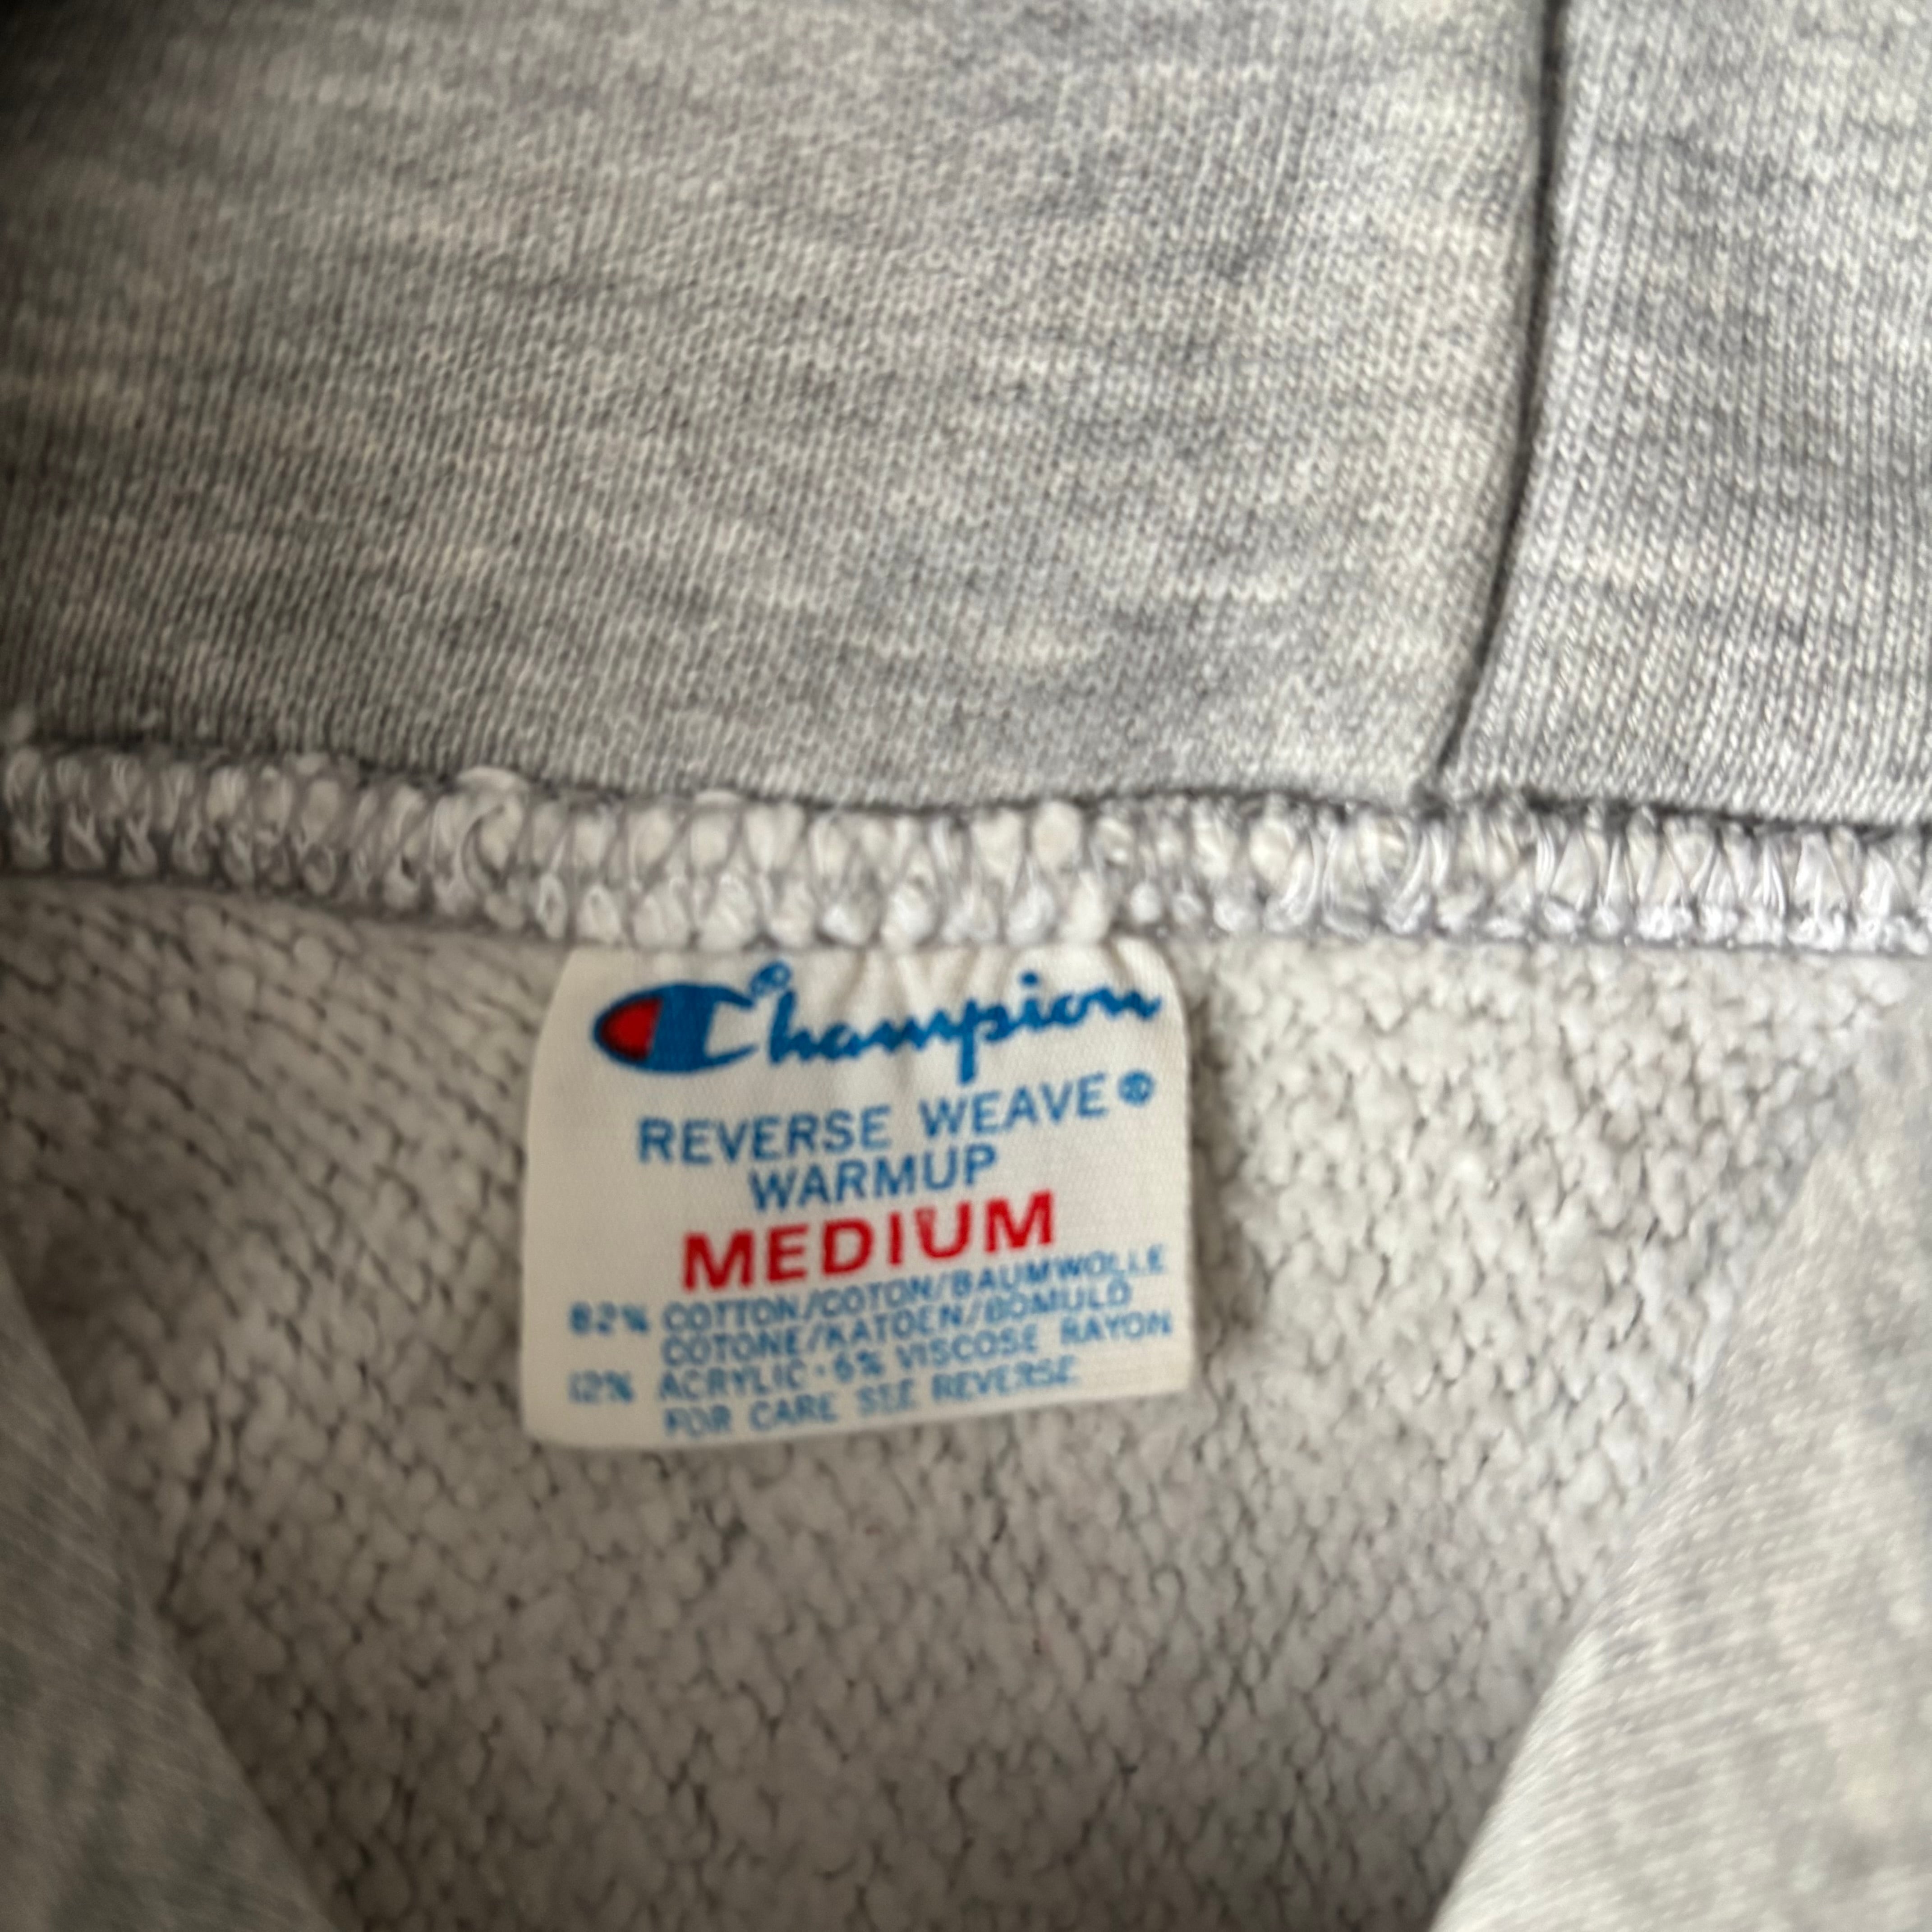 Champion®
REVERSE WEAVE®
WARMUP
MEDIUM
82% COTTON/COTON/BAUMWOLLE
COTONE/KATOEN/BOMULD
12% ACRYLIC-6% VISCOSE RAYON
FOR CARE SEE REVERSE